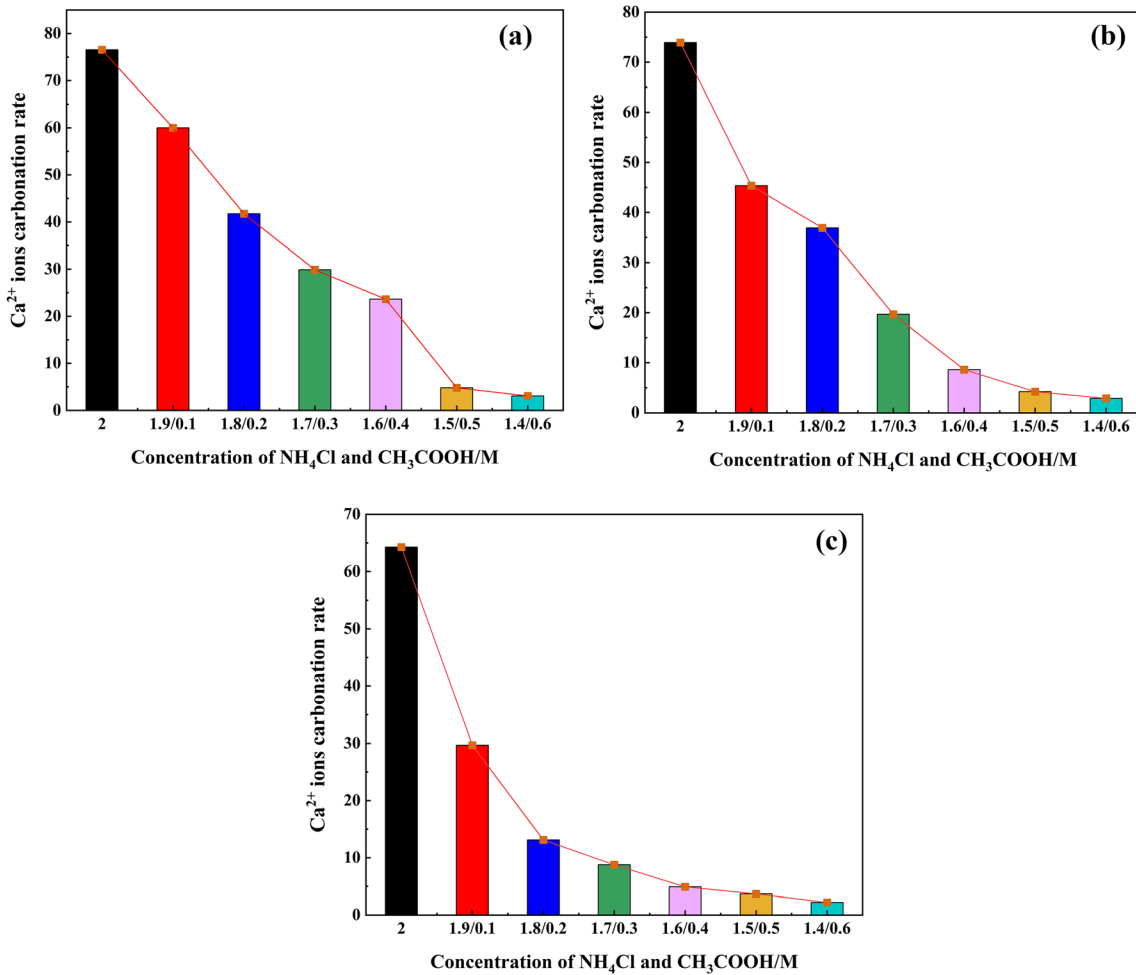 (a)
Ca²⁺ ions carbonation rate
80
70
60
50
40
30
20
10
0
2 1.9/0.1 1.8/0.2 1.7/0.3 1.6/0.4 1.5/0.5 1.4/0.6
Concentration of NH₄Cl and CH₃COOH/M
(b)
Ca²⁺ ions carbonation rate
80
70
60
50
40
30
20
10
0
2 1.9/0.1 1.8/0.2 1.7/0.3 1.6/0.4 1.5/0.5 1.4/0.6
Concentration of NH₄Cl and CH₃COOH/M
(c)
Ca²⁺ ions carbonation rate
70
60
50
40
30
20
10
0
2 1.9/0.1 1.8/0.2 1.7/0.3 1.6/0.4 1.5/0.5 1.4/0.6
Concentration of NH₄Cl and CH₃COOH/M